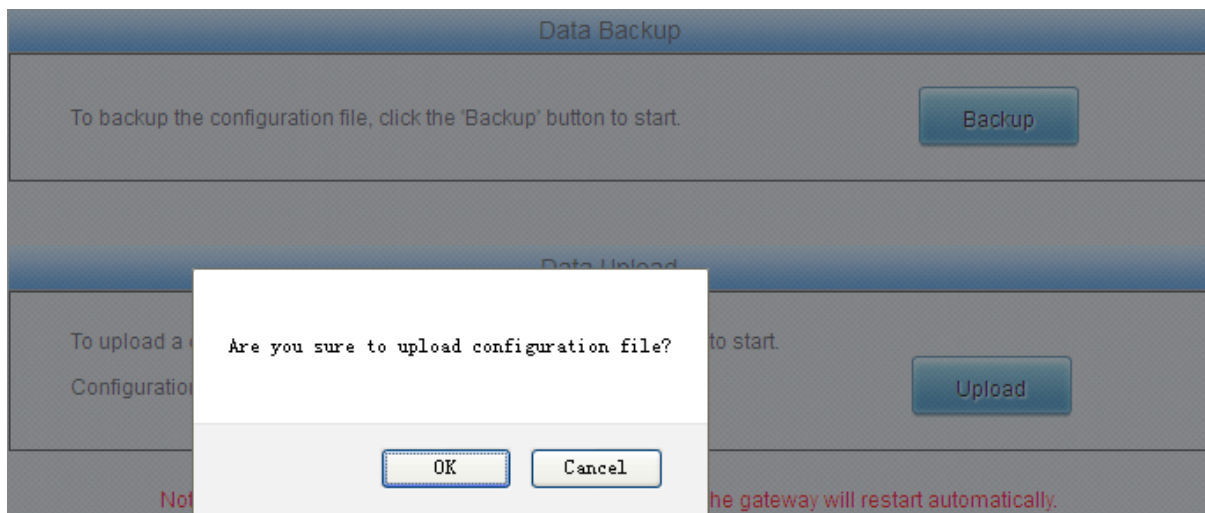 Data Backup
To backup the configuration file, click the 'Backup' button to start.
Backup
Data Upload
To upload a
to start.
Are you sure to upload configuration file?
Configuration
Upload
OK
Cancel
Not
he gateway will restart automatically.